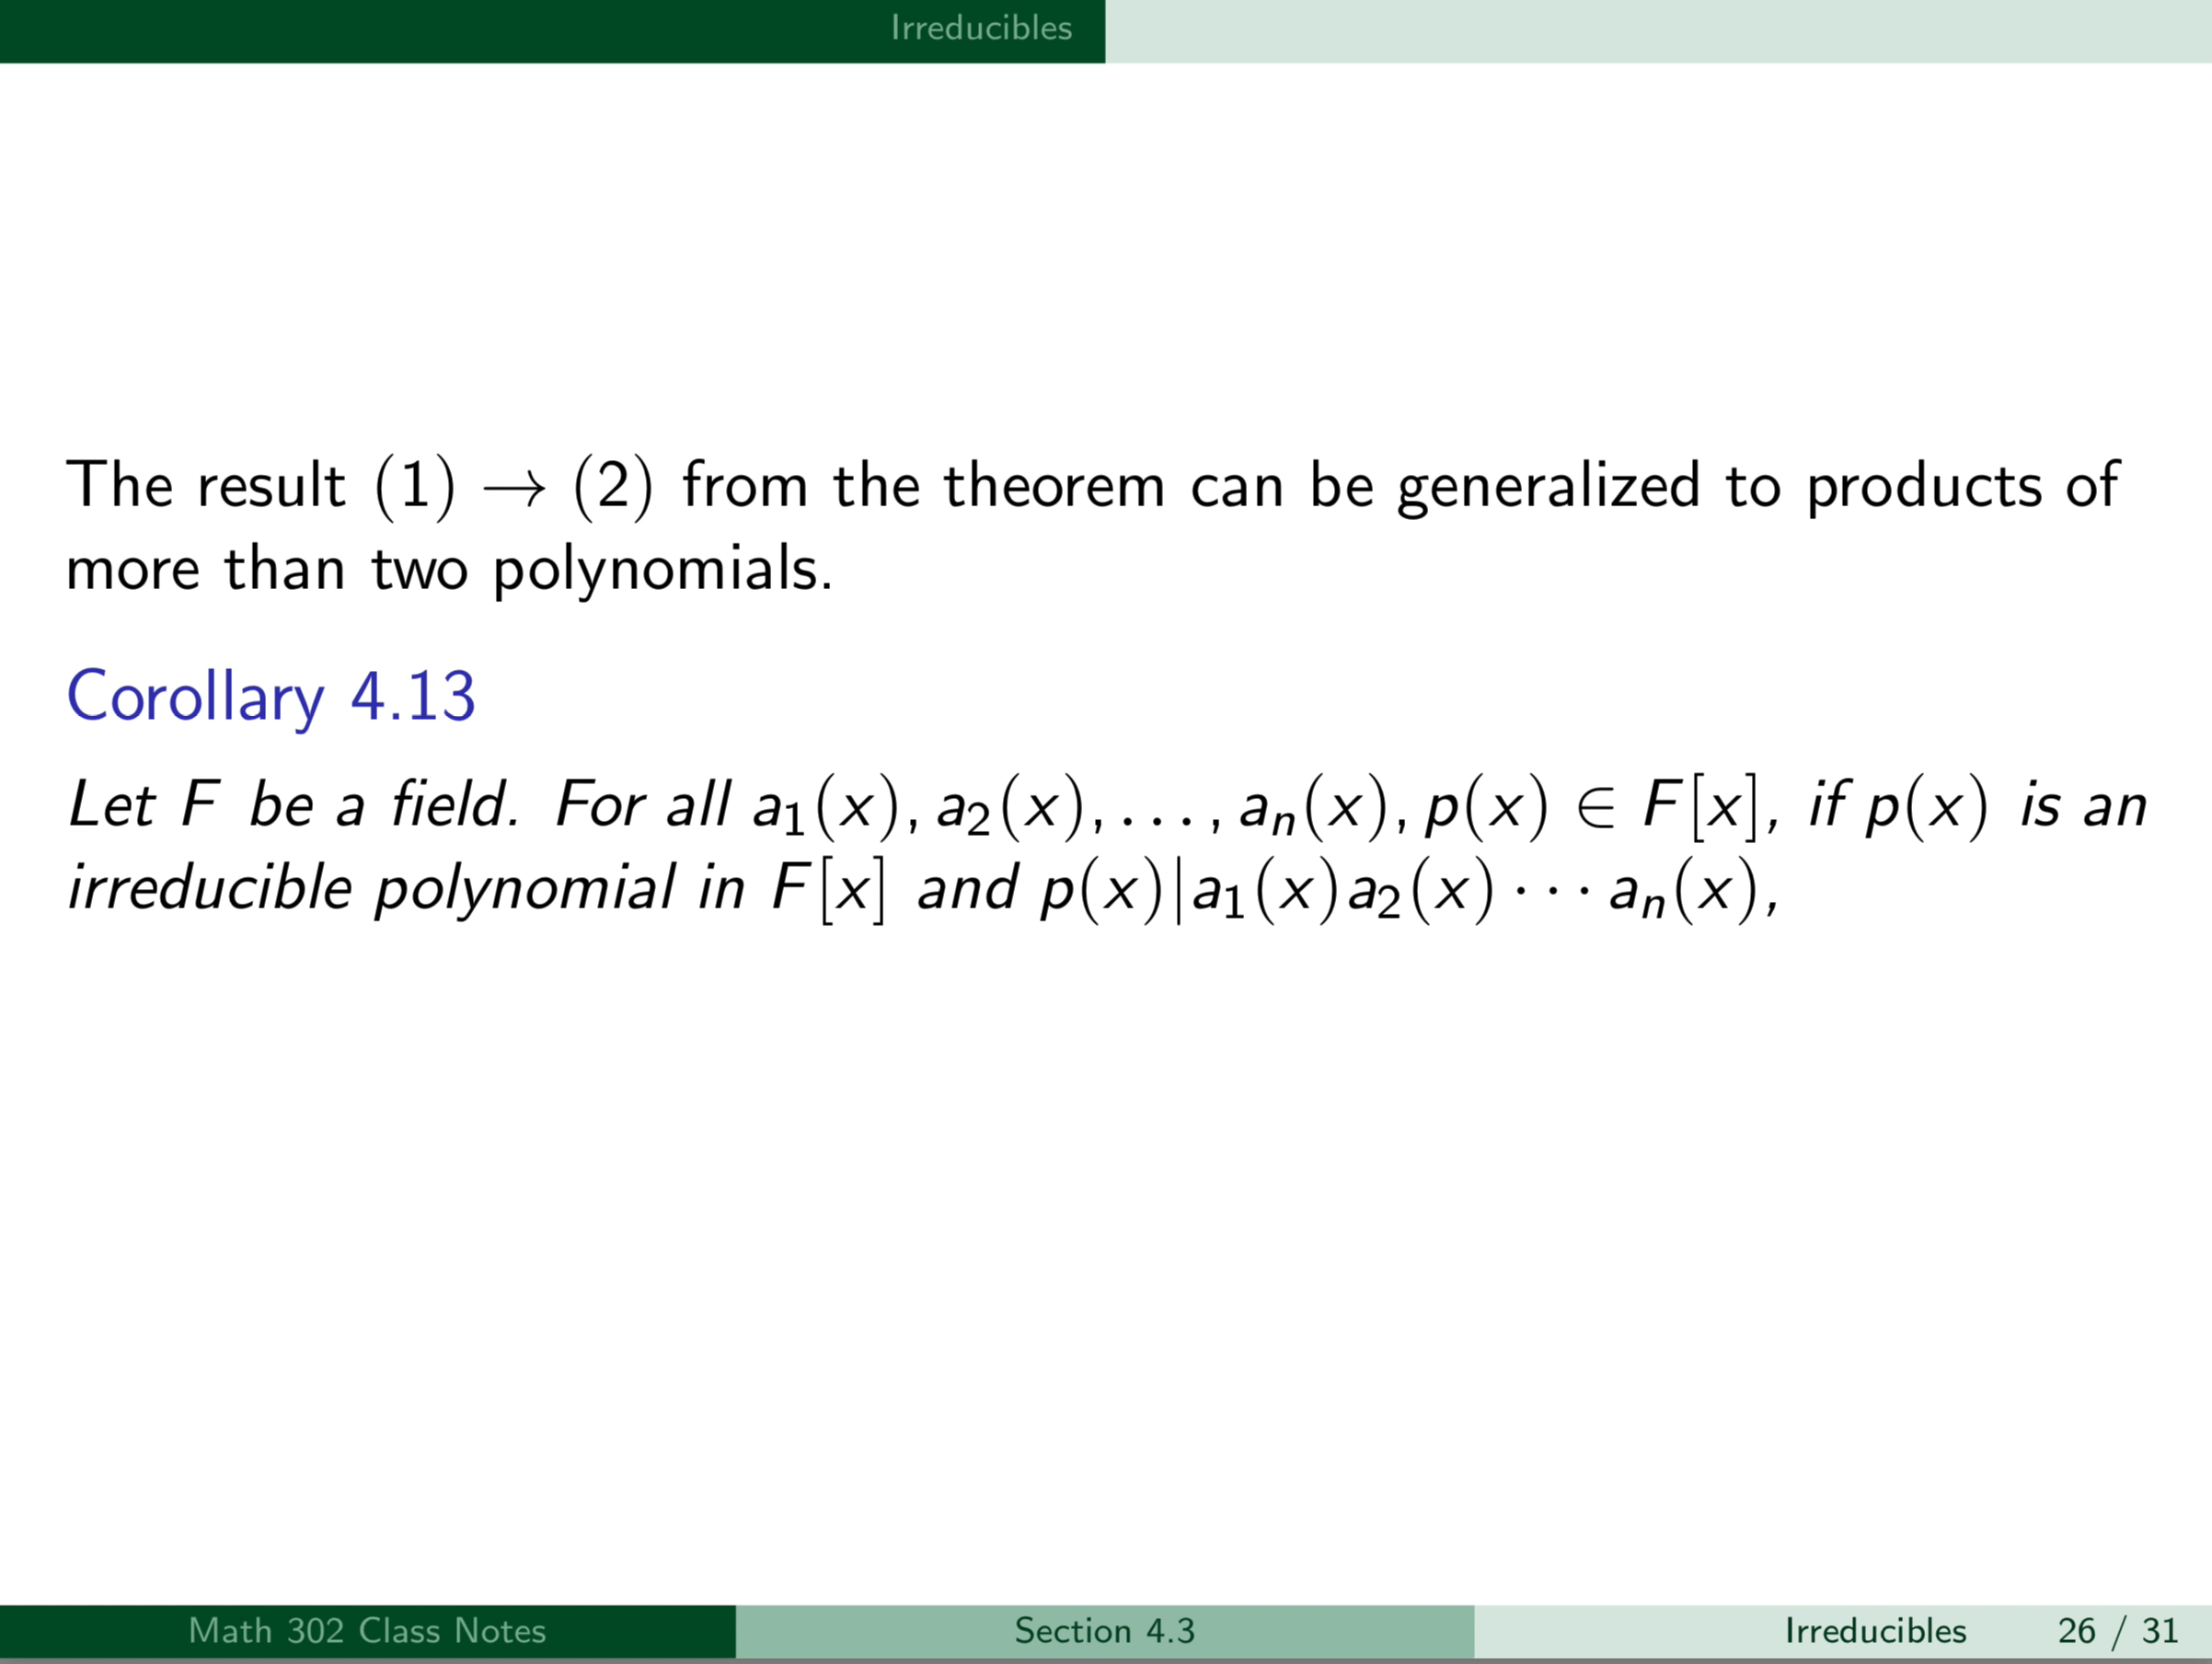 Irreducibles
The result (1) → (2) from the theorem can be generalized to products of
more than two polynomials.
Corollary 4.13
Let F be a field. For all a₁(x), a₂(x), . . . , aₙ(x), p(x) ∈ F[x], if p(x) is an
irreducible polynomial in F[x] and p(x)|a₁(x)a₂(x) · · · aₙ(x),
Math 302 Class Notes Section 4.3 Irreducibles 26 / 31